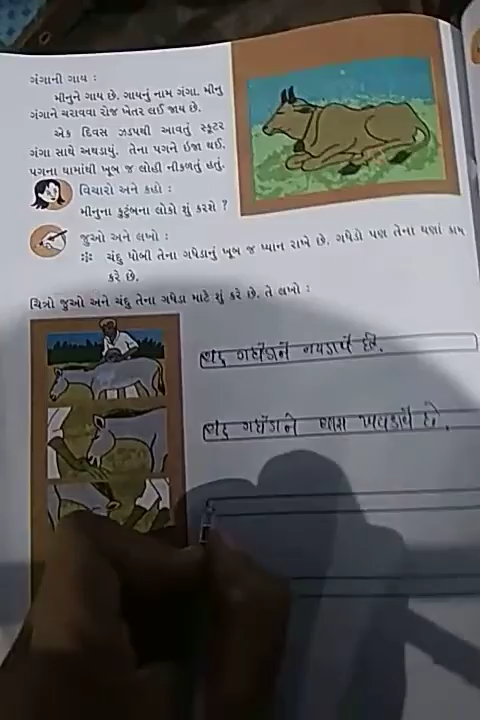 ગંગાની ગાય :
મીનુને ગાય છે. ગાયનું નામ ગંગા. મીનુ
ગંગાને ચરાવવા રોજ ખેતર લઈ જાય છે.
એક દિવસ ઝડપથી આવતું સ્કૂટર
ગંગા સાથે અથડાયું. તેના પગને ઈજા થઈ.
પગના ઘામાંથી ખૂબ જ લોહી નીકળતું હતું.
વિચારો અને કહો :
મીનુના કુટુંબના લોકો શું કરશે ?
જુઓ અને લખો :
ચંદુ ધોબી તેના ગધેડાનું ખૂબ જ ધ્યાન રાખે છે. ગધેડો પણ તેના ઘણાં કામ
કરે છે.
ચિત્રો જુઓ અને ચંદુ તેના ગધેડા માટે શું કરે છે, તે લખો :
ચંદુ ગધેડાને નવડાવે છે.
ચંદુ ગધેડાને ઘાસ ખવડાવે છે.